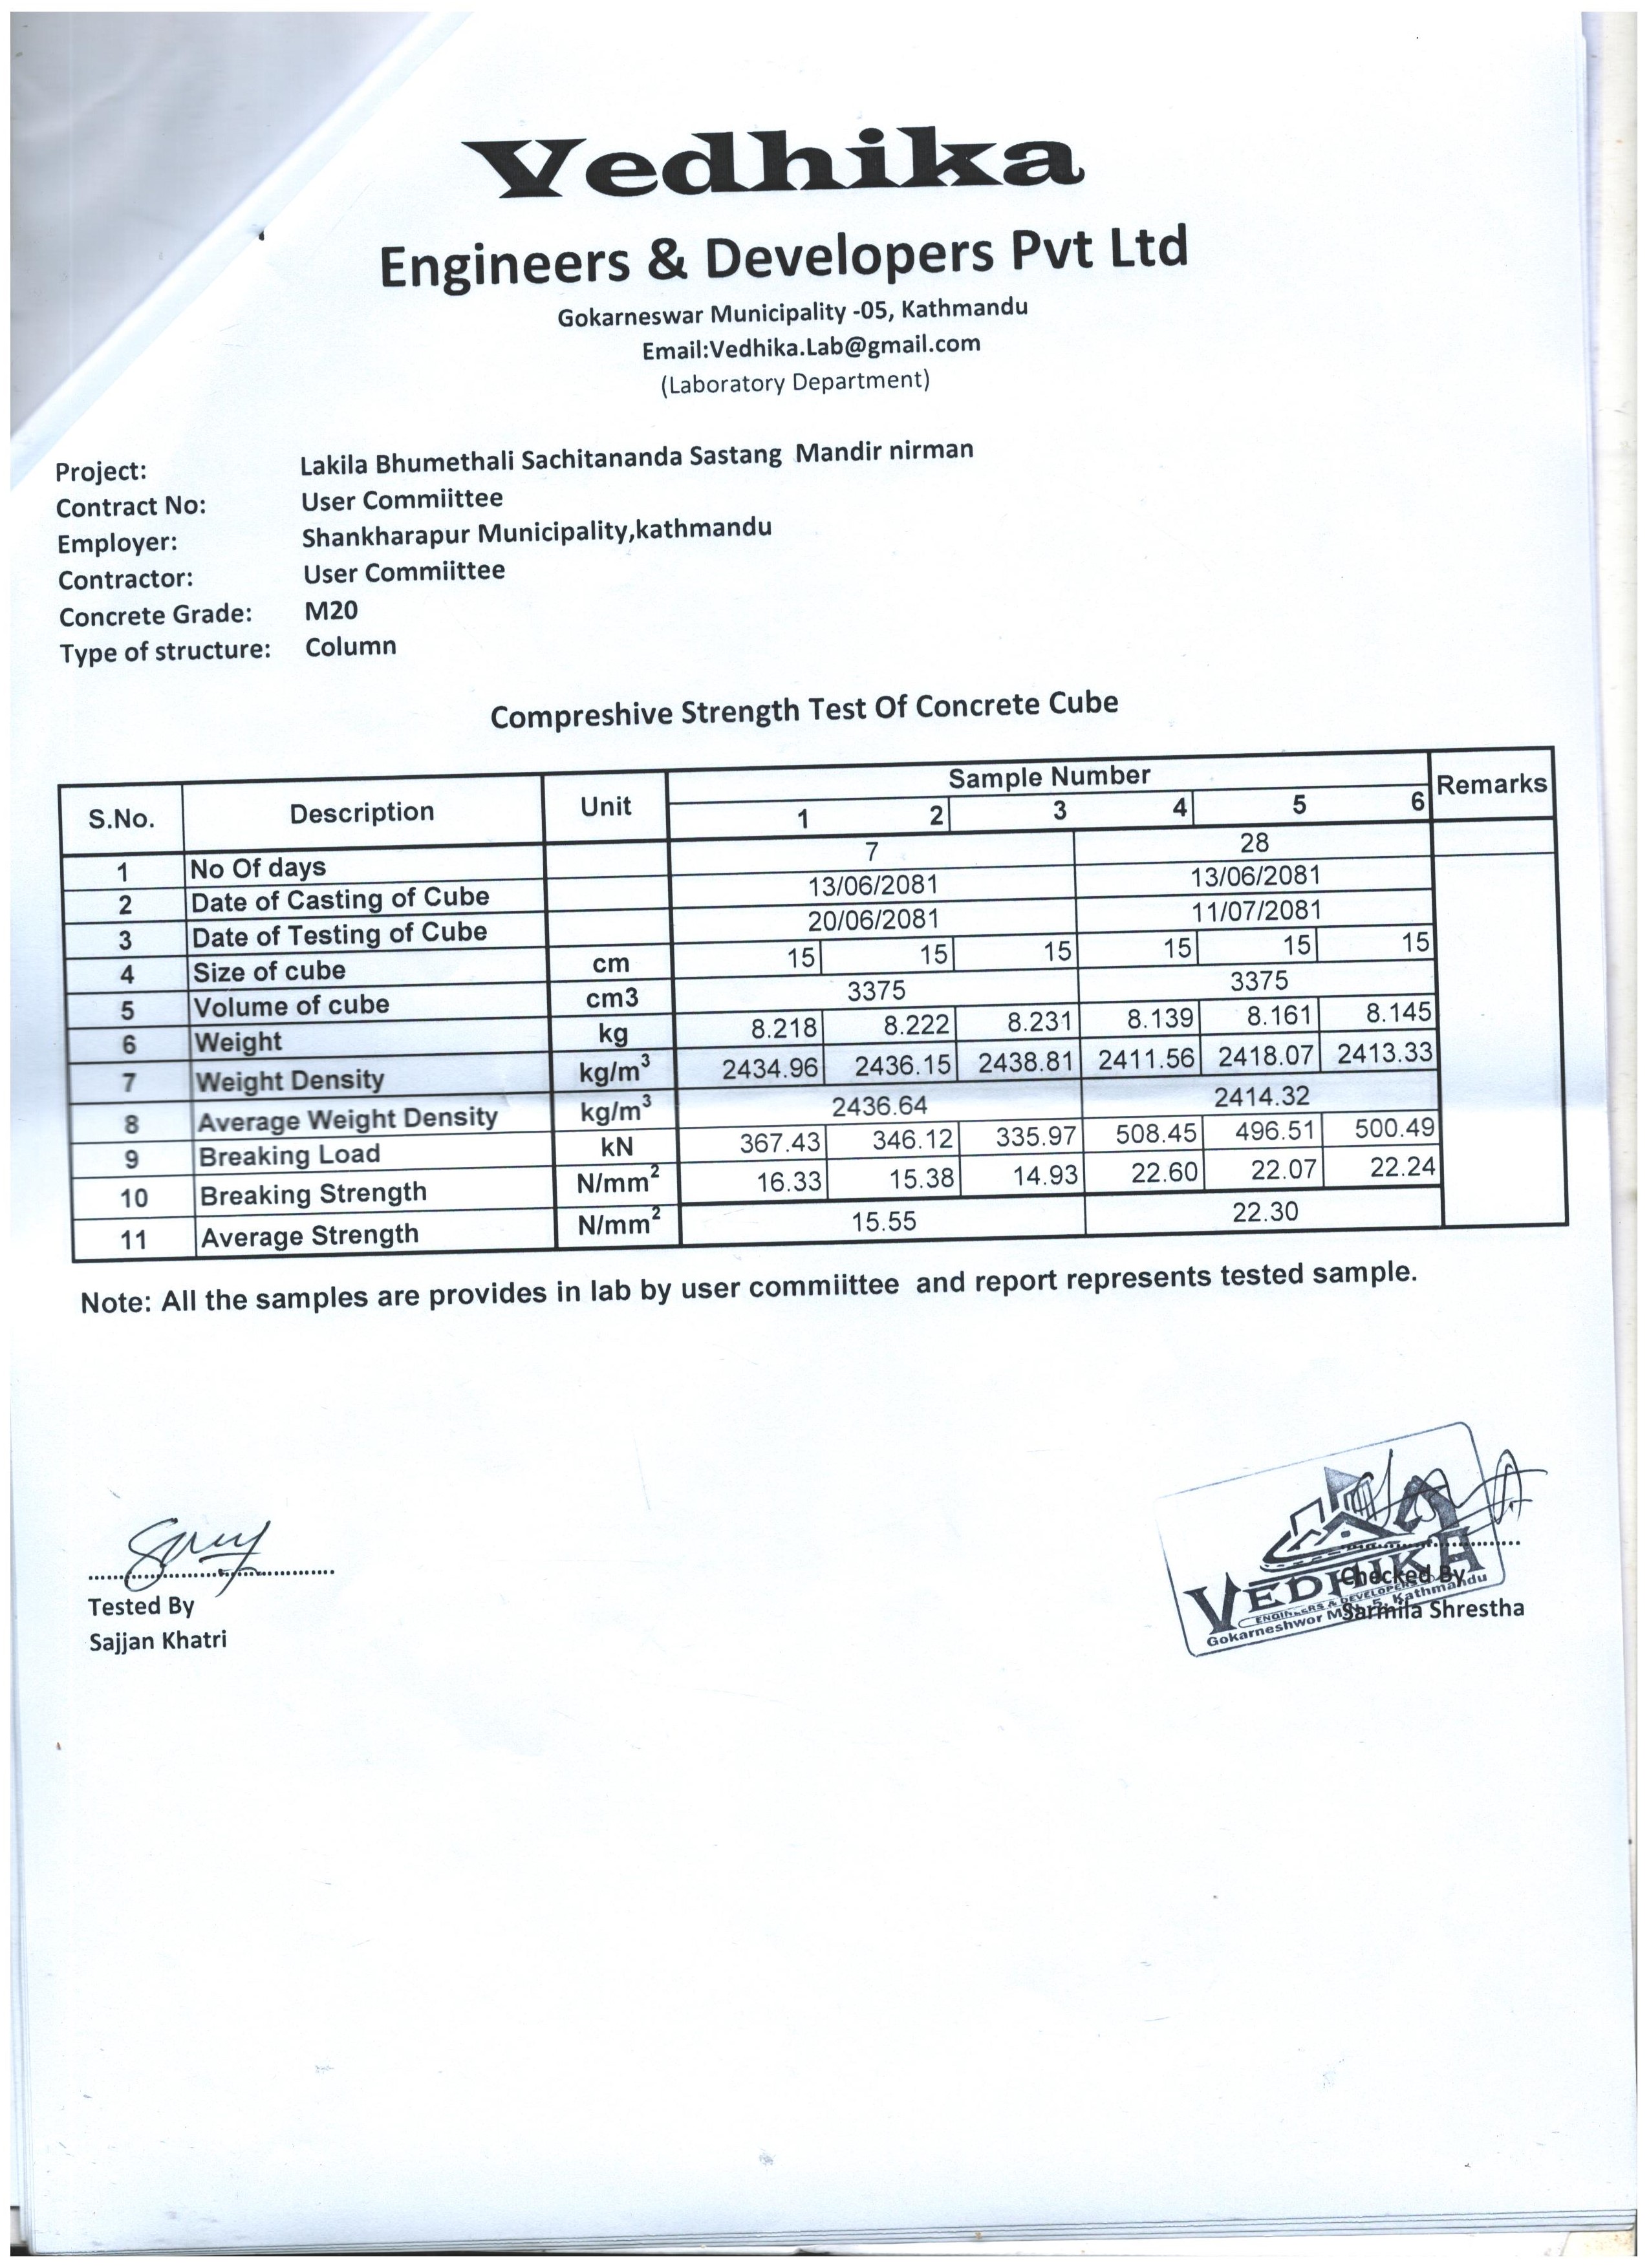 Vedhika
Engineers & Developers Pvt Ltd
Gokarneswar Municipality -05, Kathmandu
Email:Vedhika.Lab@gmail.com
(Laboratory Department)
Project: Lakila Bhumethali Sachitananda Sastang Mandir nirman
Contract No: User Commiittee
Employer: Shankharapur Municipality,kathmandu
Contractor: User Commiittee
Concrete Grade: M20
Type of structure: Column
Compreshive Strength Test Of Concrete Cube
S.No. Description Unit Sample Number Remarks
1 2 3 4 5 6
1 No Of days 7 28
2 Date of Casting of Cube 13/06/2081 13/06/2081
3 Date of Testing of Cube 20/06/2081 11/07/2081
4 Size of cube cm 15 15 15 15 15 15
5 Volume of cube cm3 3375 3375
6 Weight kg 8.218 8.222 8.231 8.139 8.161 8.145
7 Weight Density kg/m³ 2434.96 2436.15 2438.81 2411.56 2418.07 2413.33
8 Average Weight Density kg/m³ 2436.64 2414.32
9 Breaking Load kN 367.43 346.12 335.97 508.45 496.51 500.49
10 Breaking Strength N/mm² 16.33 15.38 14.93 22.60 22.07 22.24
11 Average Strength N/mm² 15.55 22.30
Note: All the samples are provides in lab by user commiittee and report represents tested sample.
Tested By
Sajjan Khatri
VEDHIKA
ENGINEERS & DEVELOPERS
Gokarneshwor Kathmandu
Checked By
Sarmila Shrestha